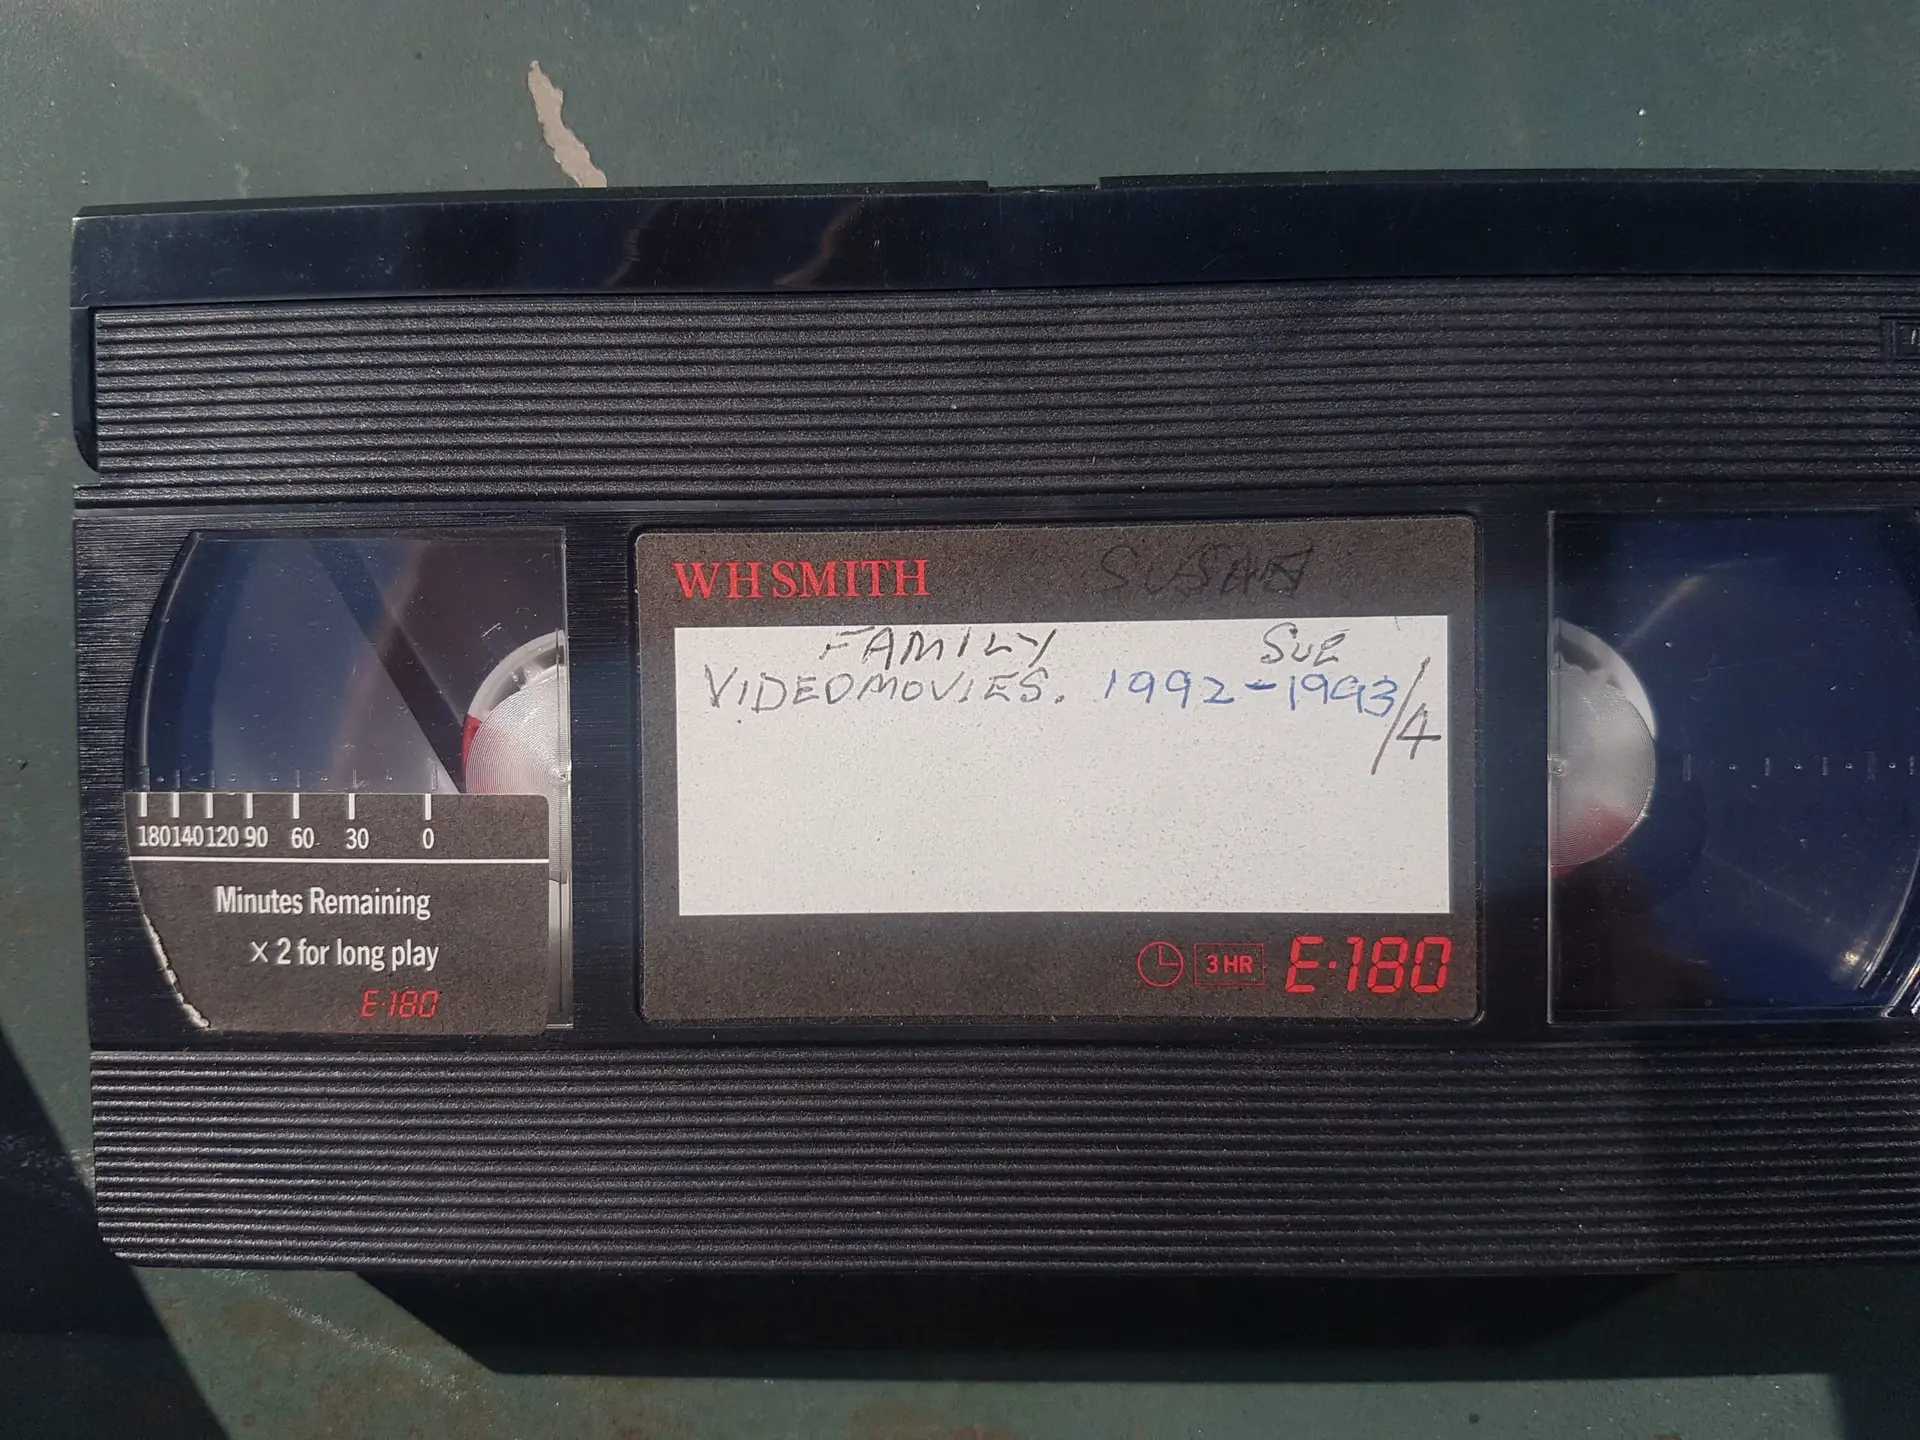 WHSMITH
FAMILY SUE
VIDEOMOVIES. 1992-1993/4
180 140 120 90 60 30 0
Minutes Remaining
x 2 for long play
E-180
3 HR E-180